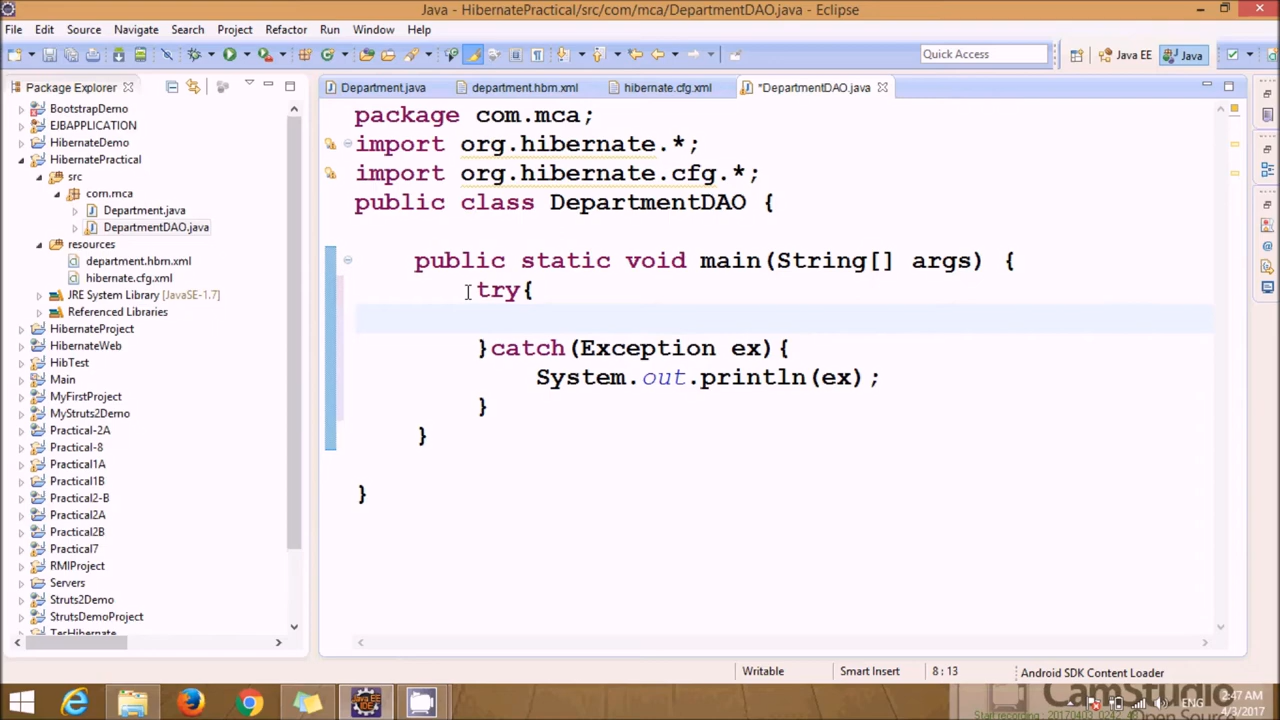 Java - HibernatePractical/src/com/mca/DepartmentDAO.java - Eclipse
File Edit Source Navigate Search Project Refactor Run Window Help
Quick Access
Java EE
Java
Package Explorer
Department.java
department.hbm.xml
hibernate.cfg.xml
*DepartmentDAO.java
BootstrapDemo
EJBAPPLICATION
HibernateDemo
HibernatePractical
src
com.mca
Department.java
DepartmentDAO.java
resources
department.hbm.xml
hibernate.cfg.xml
JRE System Library [JavaSE-1.7]
Referenced Libraries
HibernateProject
HibernateWeb
HibTest
Main
MyFirstProject
MyStruts2Demo
Practical-2A
Practical-8
Practical1A
Practical1B
Practical2-B
Practical2A
Practical2B
Practical7
RMIProject
Servers
Struts2Demo
StrutsDemoProject
package com.mca;
import org.hibernate.*;
import org.hibernate.cfg.*;
public class DepartmentDAO {
public static void main(String[] args) {
try{
}catch(Exception ex){
System.out.println(ex);
}
}
}
Writable
Smart Insert
8 : 13
Android SDK Content Loader
CamStudio
Open Source
ENG
2:47 AM
4/3/2017